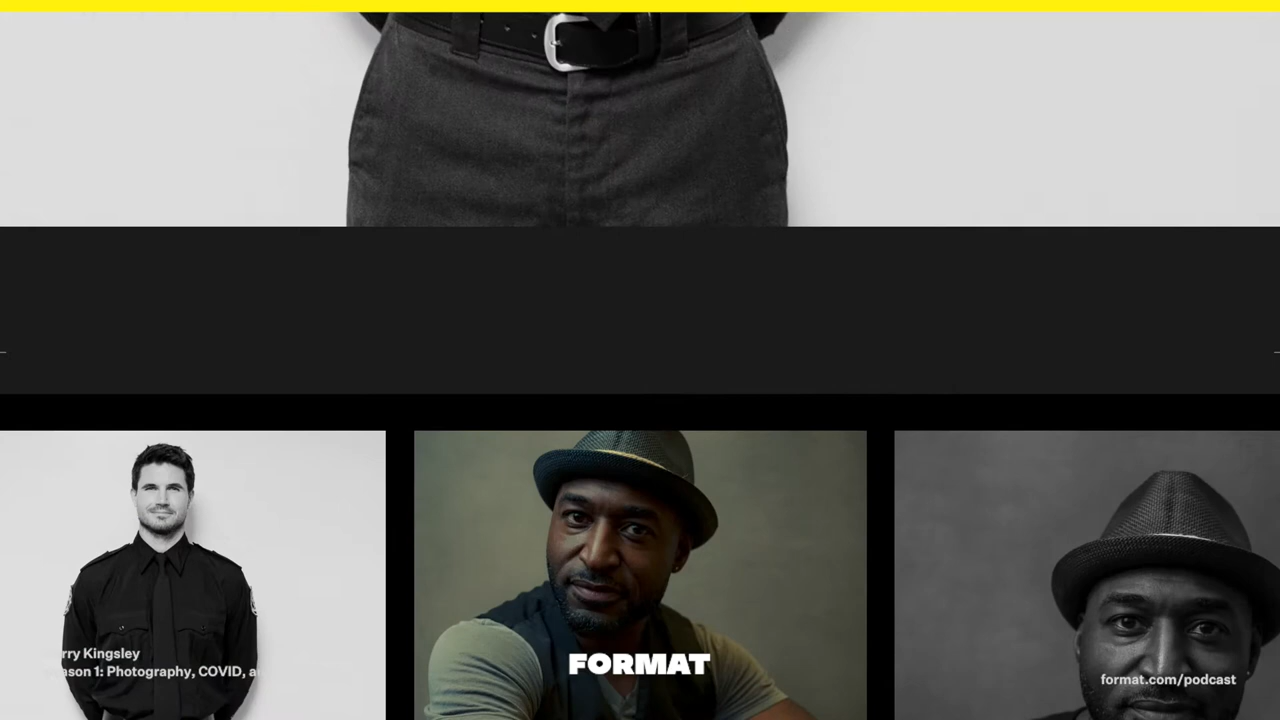 rry Kingsley
ason 1: Photography, COVID, a
FORMAT
format.com/podcast